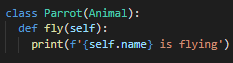 class Parrot(Animal):
  def fly(self):
    print(f'{self.name} is flying')